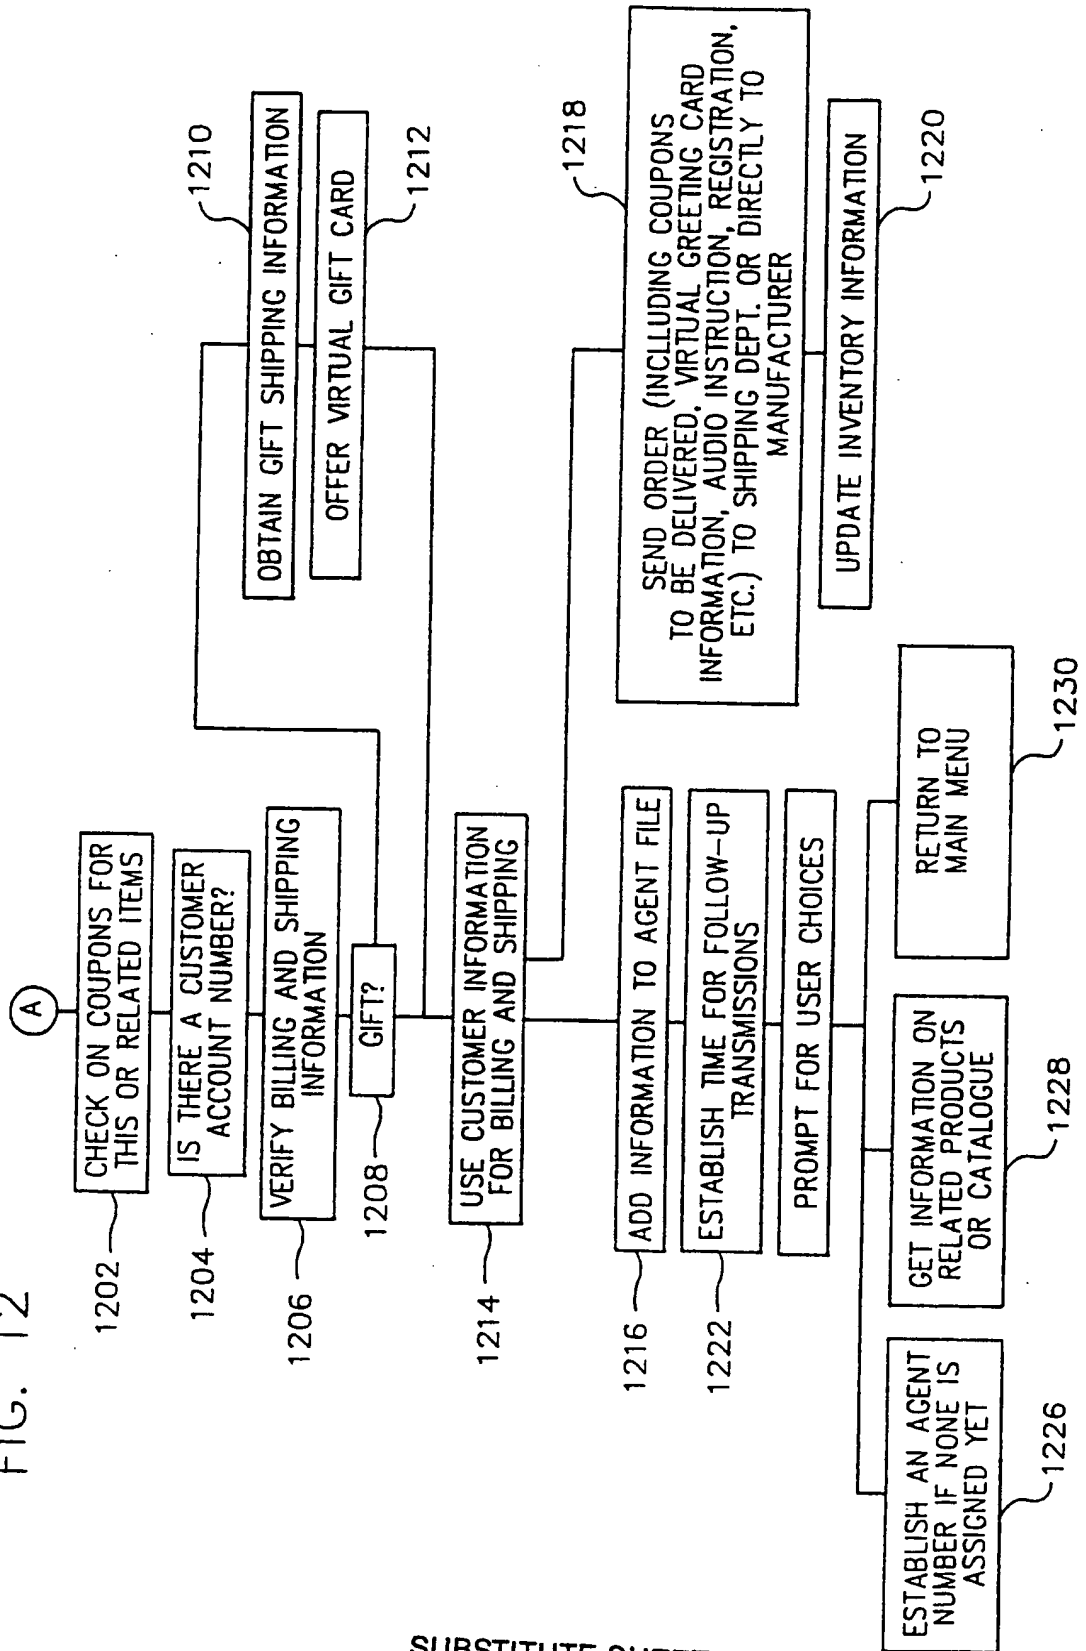 FIG. 12
A
CHECK ON COUPONS FOR
THIS OR RELATED ITEMS
1202
IS THERE A CUSTOMER
ACCOUNT NUMBER?
1204
VERIFY BILLING AND SHIPPING
INFORMATION
1206
GIFT?
1208
OBTAIN GIFT SHIPPING INFORMATION
1210
OFFER VIRTUAL GIFT CARD
1212
USE CUSTOMER INFORMATION
FOR BILLING AND SHIPPING
1214
ADD INFORMATION TO AGENT FILE
1216
SEND ORDER (INCLUDING COUPONS
TO BE DELIVERED, VIRTUAL GREETING CARD
INFORMATION, AUDIO INSTRUCTION, REGISTRATION,
ETC.) TO SHIPPING DEPT. OR DIRECTLY TO
MANUFACTURER
1218
UPDATE INVENTORY INFORMATION
1220
ESTABLISH TIME FOR FOLLOW-UP
TRANSMISSIONS
1222
PROMPT FOR USER CHOICES
ESTABLISH AN AGENT
NUMBER IF NONE IS
ASSIGNED YET
1226
GET INFORMATION ON
RELATED PRODUCTS
OR CATALOGUE
1228
RETURN TO
MAIN MENU
1230